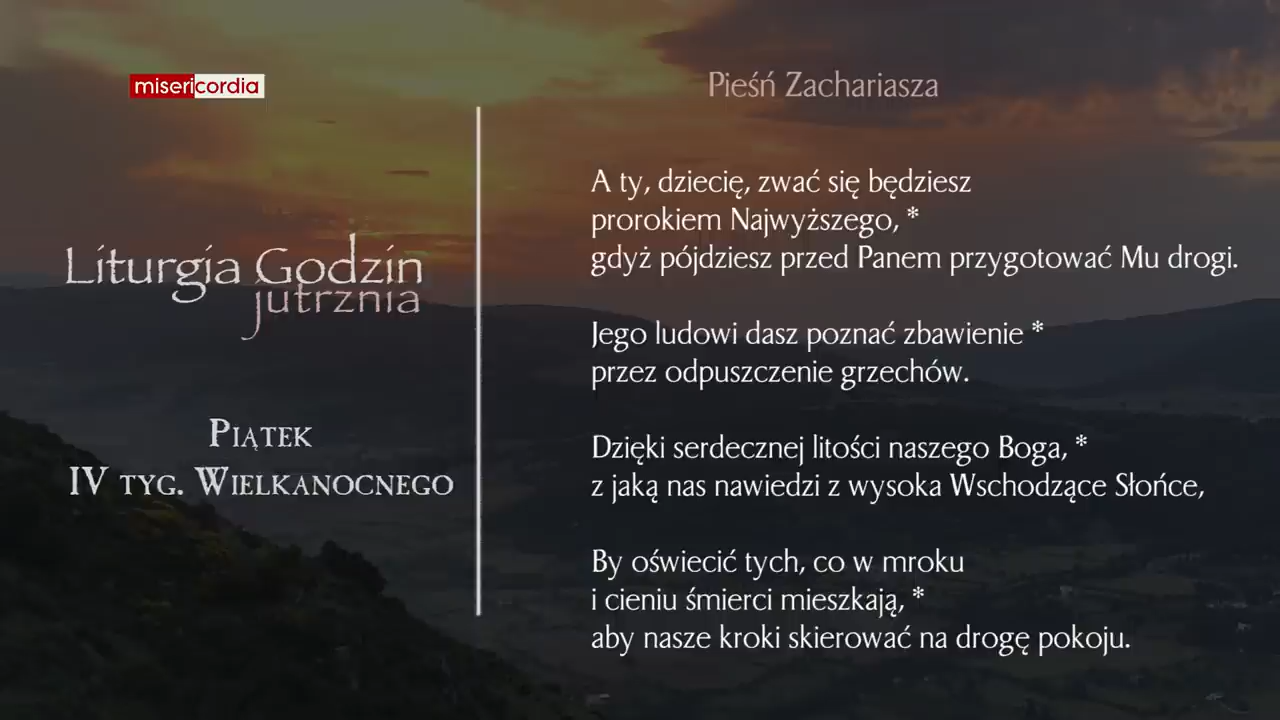 misericordia
Liturgia Godzin
jutrznia
Piątek
IV tyg. Wielkanocnego
Pieśń Zachariasza
A ty, dziecię, zwać się będziesz
prorokiem Najwyższego, *
gdyż pójdziesz przed Panem przygotować Mu drogi.
Jego ludowi dasz poznać zbawienie *
przez odpuszczenie grzechów.
Dzięki serdecznej litości naszego Boga, *
z jaką nas nawiedzi z wysoka Wschodzące Słońce,
By oświecić tych, co w mroku
i cieniu śmierci mieszkają, *
aby nasze kroki skierować na drogę pokoju.